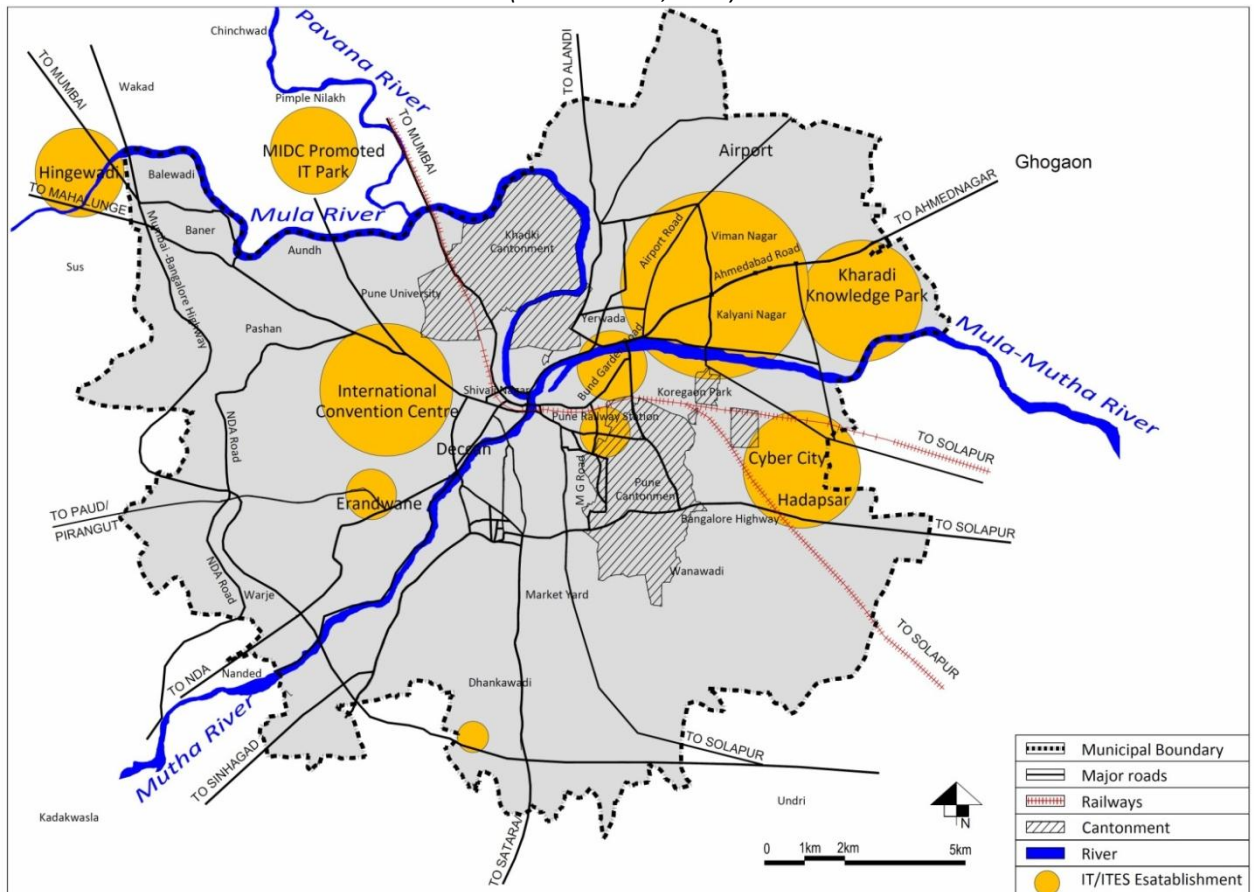 Chinchwad
Pavana River
TO MUMBAI
Wakad
Pimple Nilakh
TO MUMBAI
TO ALANDI
MIDC Promoted
IT Park
Airport
Ghogaon
Hingewadi
Balewadi
TO MAHALUNGE
Mula River
TO AHMEDNAGAR
Baner
Aundh
Khadki
Cantonment
Airport Road
Viman Nagar
Sus
Mumbai -Bangalore Highway
Ahmedabad Road
Kharadi
Knowledge Park
Pune University
Yerwada
Kalyani Nagar
Pashan
Mula-Mutha River
Bund Garden Road
International
Convention Centre
Shivaji Nagar
Koregaon Park
NDA Road
Pune Railway Station
Deccan
TO SOLAPUR
Cyber City
M G Road
Pune
Cantonment
Hadapsar
Erandwane
TO PAUD/
PIRANGUT
Bangalore Highway
TO SOLAPUR
NDA Road
Wanawadi
Warje
Market Yard
TO SOLAPUR
TO NDA
Nanded
Dhankawadi
Mutha River
TO SINHAGAD
TO SOLAPUR
Undri
Kadakwasla
TO SATARA/
N
0 1km 2km 5km
Municipal Boundary
Major roads
Railways
Cantonment
River
IT/ITES Esatablishment